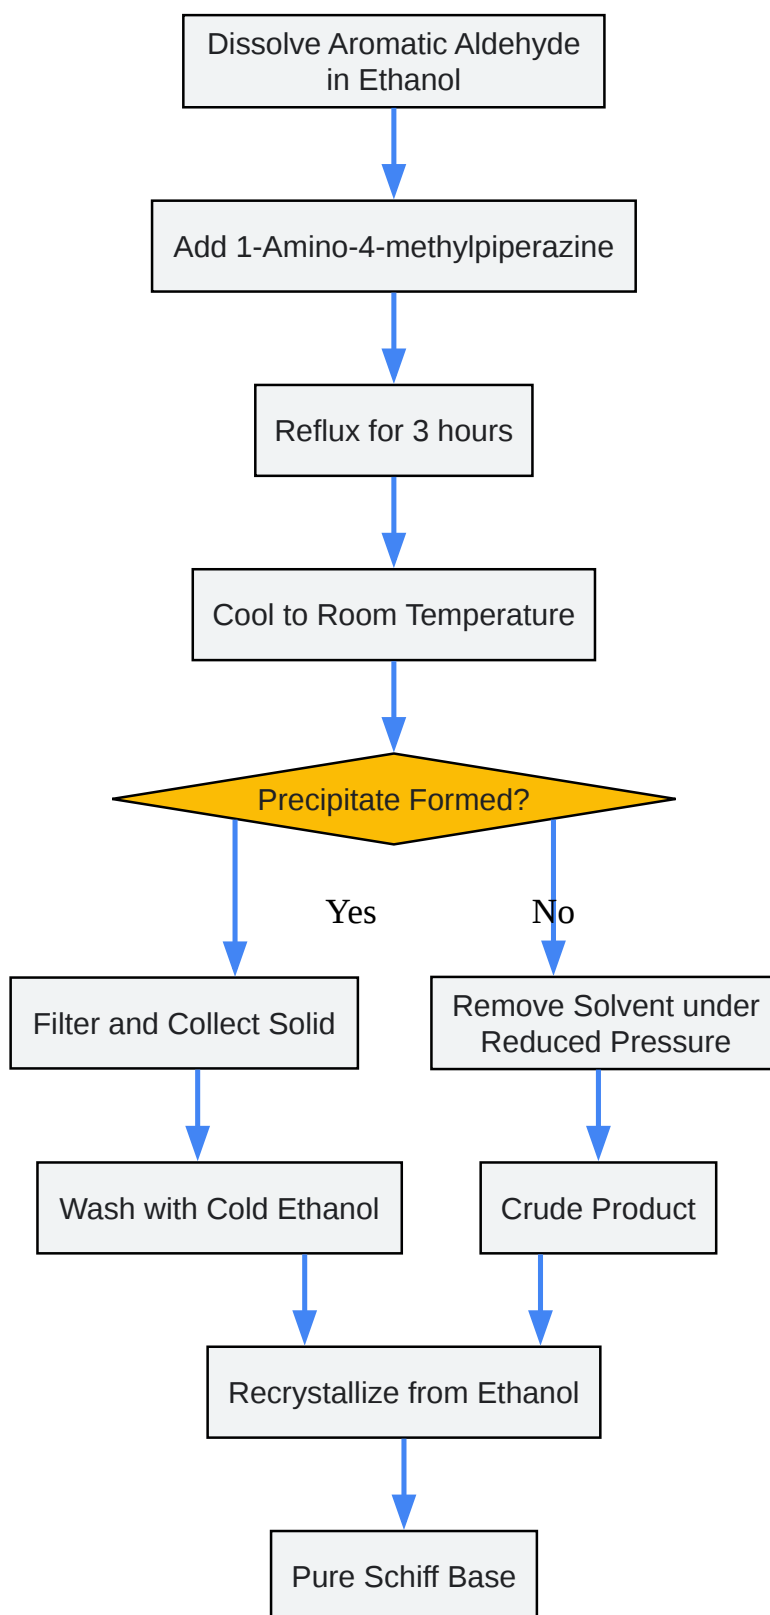 Dissolve Aromatic Aldehyde
in Ethanol
Add 1-Amino-4-methylpiperazine
Reflux for 3 hours
Cool to Room Temperature
Precipitate Formed?
Yes
No
Filter and Collect Solid
Remove Solvent under
Reduced Pressure
Wash with Cold Ethanol
Crude Product
Recrystallize from Ethanol
Pure Schiff Base